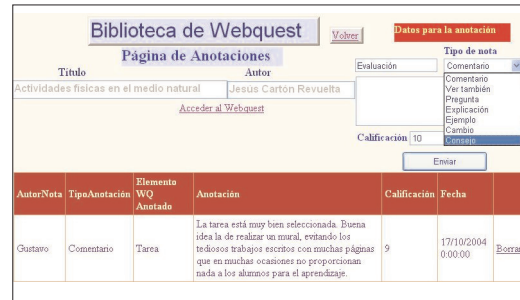 Biblioteca de Webquest
Volver
Página de Anotaciones
Título
Autor
Actividades físicas en el medio natural
Jesús Cartón Revuelta
Acceder al Webquest
Datos para la anotación
Tipo de nota
Evaluación
Comentario
Comentario
Ver también
Pregunta
Explicación
Ejemplo
Cambio
Consejo
Calificación 10
Enviar
AutorNota
TipoAnotación
Elemento
WQ
Anotado
Anotación
Calificación
Fecha
Gustavo
Comentario
Tarea
La tarea está muy bien seleccionada. Buena
idea la de realizar un mural, evitando los
tediosos trabajos escritos con muchas páginas
que en muchas ocasiones no proporcionan
nada a los alumnos para el aprendizaje.
9
17/10/2004
0:00:00
Borrar